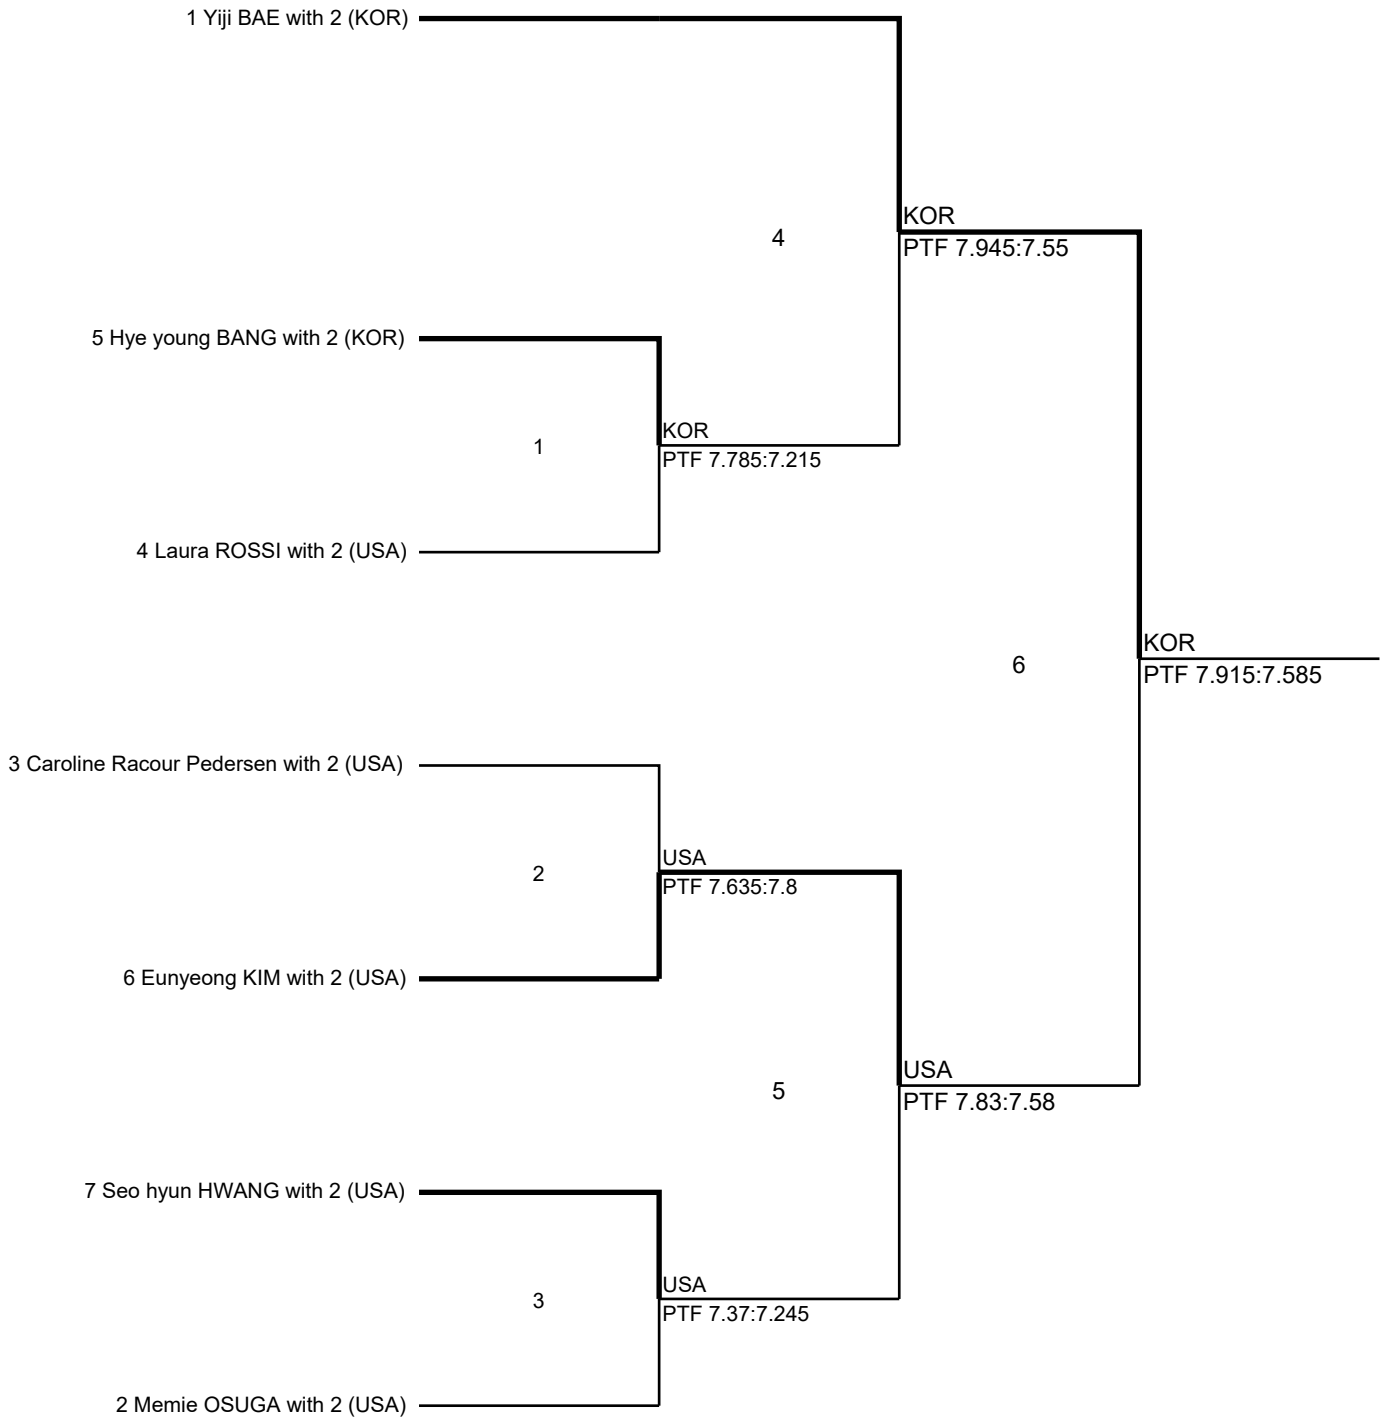 1 Yiji BAE with 2 (KOR)
KOR
4
PTF 7.945:7.55
5 Hye young BANG with 2 (KOR)
KOR
1
PTF 7.785:7.215
4 Laura ROSSI with 2 (USA)
KOR
6
PTF 7.915:7.585
3 Caroline Racour Pedersen with 2 (USA)
USA
2
PTF 7.635:7.8
6 Eunyeong KIM with 2 (USA)
USA
5
PTF 7.83:7.58
7 Seo hyun HWANG with 2 (USA)
USA
3
PTF 7.37:7.245
2 Memie OSUGA with 2 (USA)